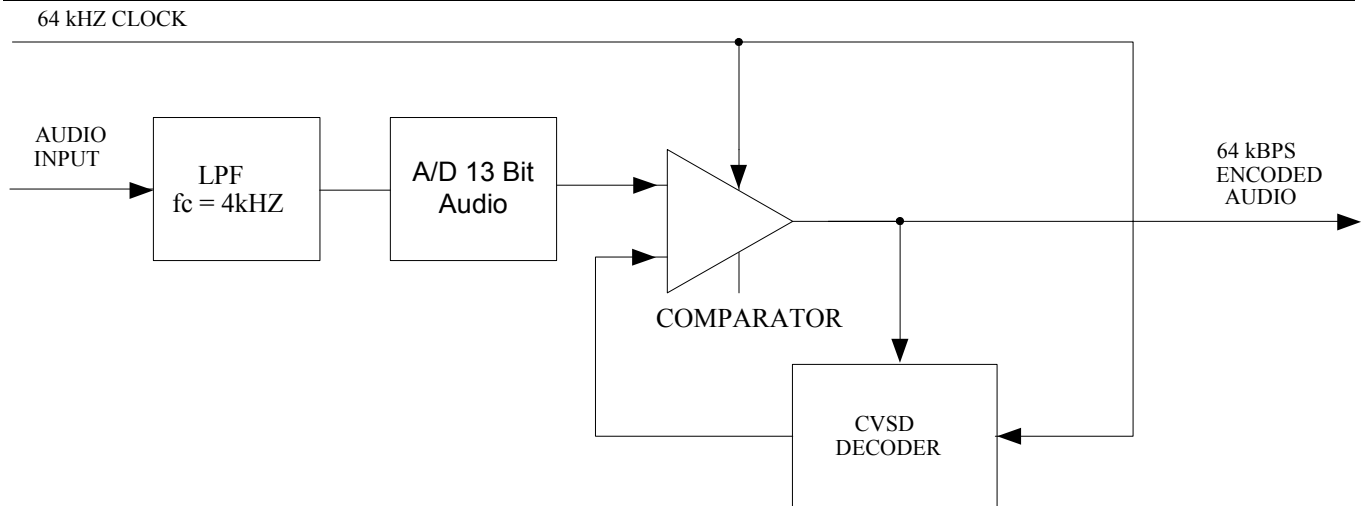 64 kHZ CLOCK
AUDIO
INPUT
LPF
fc = 4kHZ
A/D 13 Bit
Audio
COMPARATOR
64 kBPS
ENCODED
AUDIO
CVSD
DECODER